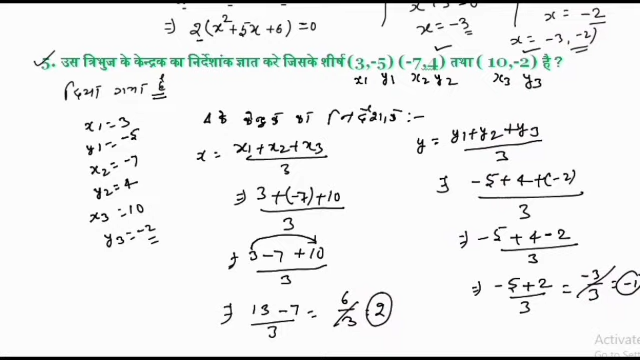 ⇒ 2(x²+5x+6)=0
x = -3
x = -2
x = -3, -2)
5. उस त्रिभुज के केन्द्रक का निर्देशांक ज्ञात करे जिसके शीर्ष (3,-5) (-7,4) तथा ( 10,-2) है ?
x1 y1 x2 y2 x3 y3
दिया गया है
x1=3
y1=-5
x2=-7
y2=4
x3=10
y3=-2
x = x1+x2+x3/3
⇒ 3+(-7)+10/3
⇒ 3-7+10/3
⇒ 13-7/3 = 6/3 = 2
y = y1+y2+y3/3
⇒ -5+4+(-2)/3
⇒ -5+4-2/3
⇒ -5+2/3 = -3/3 = -1
Activate
Go to Set